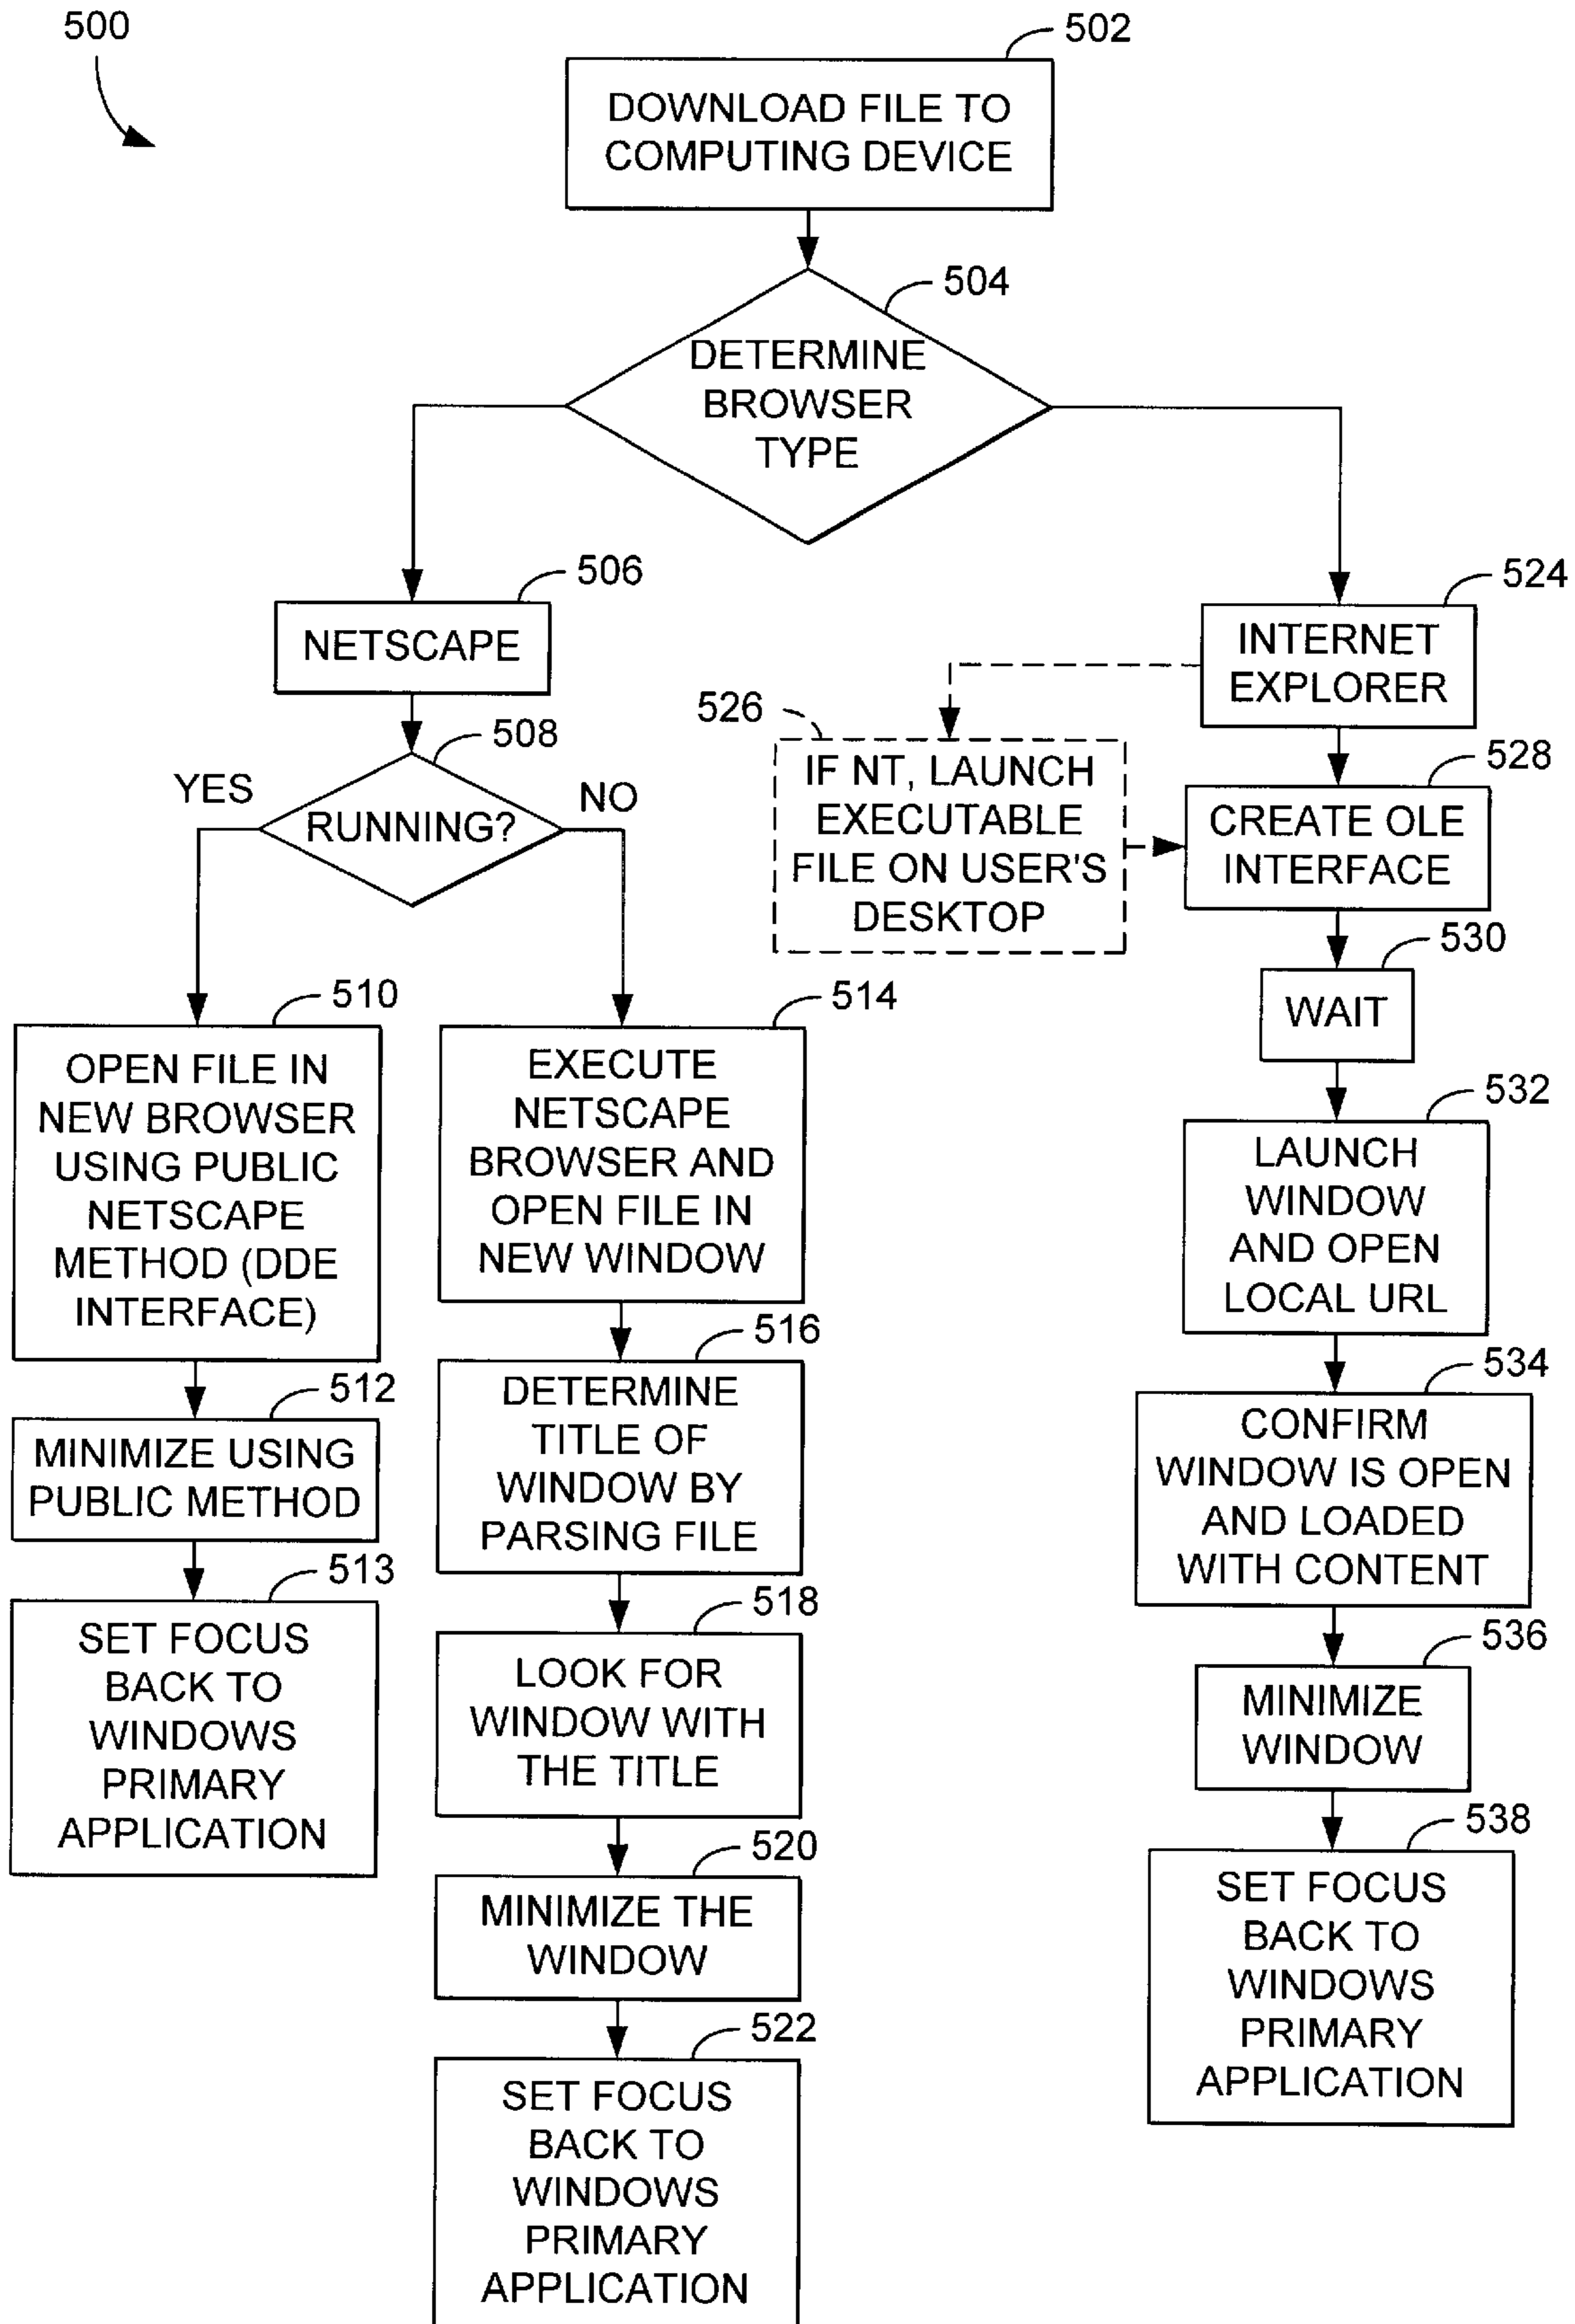 500
502
DOWNLOAD FILE TO
COMPUTING DEVICE
504
DETERMINE
BROWSER
TYPE
506
NETSCAPE
508
YES
RUNNING?
NO
510
OPEN FILE IN
NEW BROWSER
USING PUBLIC
NETSCAPE
METHOD (DDE
INTERFACE)
512
MINIMIZE USING
PUBLIC METHOD
513
SET FOCUS
BACK TO
WINDOWS
PRIMARY
APPLICATION
514
EXECUTE
NETSCAPE
BROWSER AND
OPEN FILE IN
NEW WINDOW
516
DETERMINE
TITLE OF
WINDOW BY
PARSING FILE
518
LOOK FOR
WINDOW WITH
THE TITLE
520
MINIMIZE THE
WINDOW
522
SET FOCUS
BACK TO
WINDOWS
PRIMARY
APPLICATION
524
INTERNET
EXPLORER
526
IF NT, LAUNCH
EXECUTABLE
FILE ON USER'S
DESKTOP
528
CREATE OLE
INTERFACE
530
WAIT
532
LAUNCH
WINDOW
AND OPEN
LOCAL URL
534
CONFIRM
WINDOW IS OPEN
AND LOADED
WITH CONTENT
536
MINIMIZE
WINDOW
538
SET FOCUS
BACK TO
WINDOWS
PRIMARY
APPLICATION